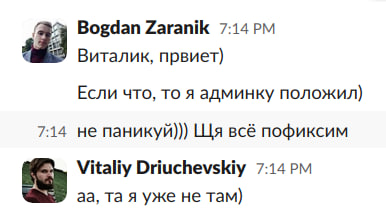 Bogdan Zaranik 7:14 PM
Виталик, првиет)
Если что, то я админку положил)
7:14 не паникуй))) Щя всё пофиксим
Vitaliy Driuchevskiy 7:14 PM
аа, та я уже не там)